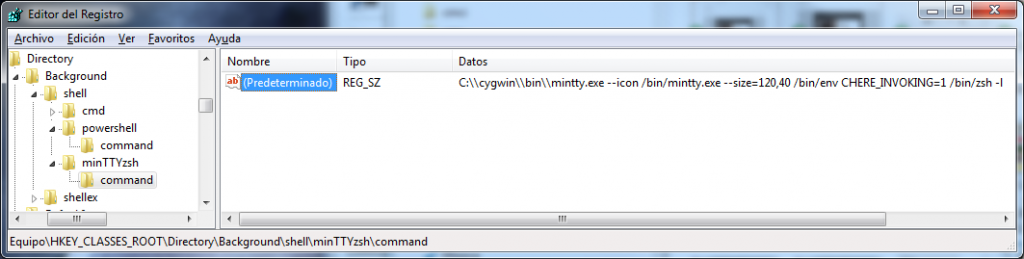 Editor del Registro
Archivo Edición Ver Favoritos Ayuda
Directory
Background
shell
cmd
powershell
command
minTTYzsh
command
shellex
Nombre Tipo Datos
ab (Predeterminado) REG_SZ C:\\cygwin\\bin\\mintty.exe --icon /bin/mintty.exe --size=120,40 /bin/env CHERE_INVOKING=1 /bin/zsh -l
Equipo\HKEY_CLASSES_ROOT\Directory\Background\shell\minTTYzsh\command